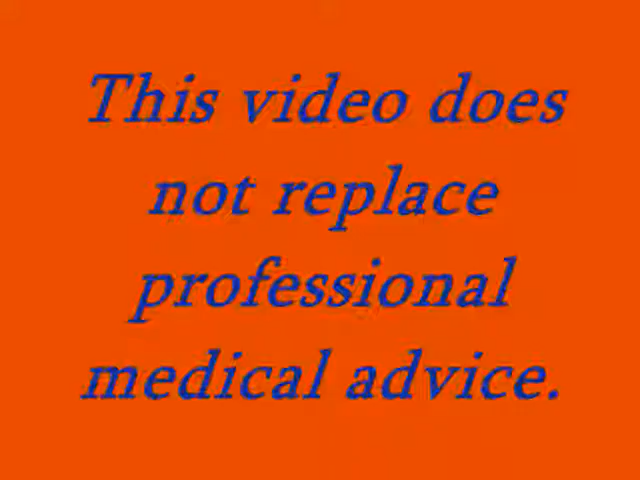 This video does
not replace
professional
medical advice.